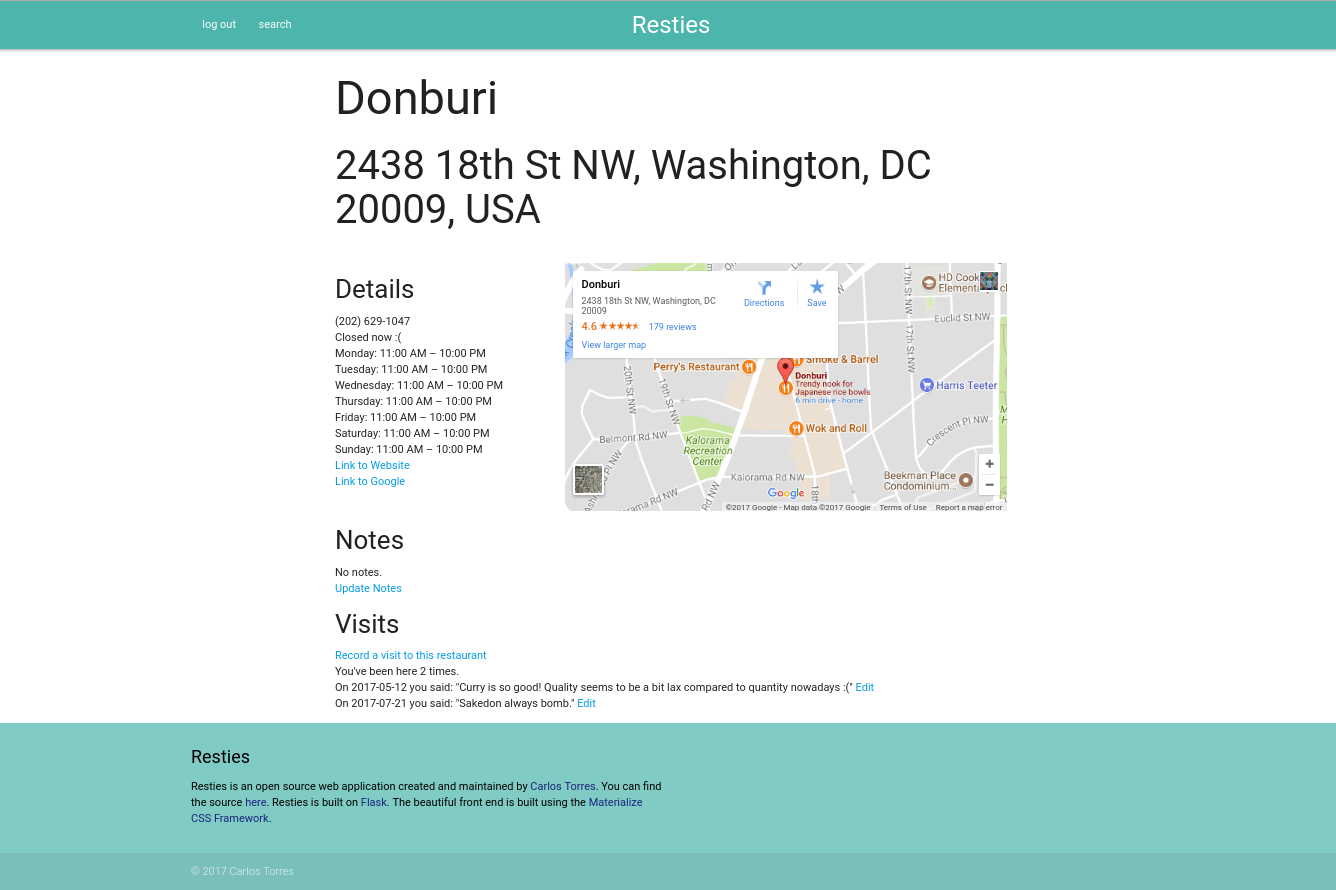 log out
search
Resties
Donburi
2438 18th St NW, Washington, DC
20009, USA
Details
(202) 629-1047
Closed now :(
Monday: 11:00 AM – 10:00 PM
Tuesday: 11:00 AM – 10:00 PM
Wednesday: 11:00 AM – 10:00 PM
Thursday: 11:00 AM – 10:00 PM
Friday: 11:00 AM – 10:00 PM
Saturday: 11:00 AM – 10:00 PM
Sunday: 11:00 AM – 10:00 PM
Link to Website
Link to Google
Donburi
2438 18th St NW, Washington, DC
20009
4.6
179 reviews
View larger map
Directions
Save
HD Cook
Elementary
17th St NW
17th St NW
Euclid St NW
Smoke & Barrel
Perry's Restaurant
Donburi
Trendy nook for
Japanese rice bowls
6 min drive - home
Harris Teeter
20th St NW
19th St NW
Wok and Roll
Crescent Pl NW
Belmont Rd NW
Kalorama
Recreation
Center
Kalorama Rd NW
Beekman Place
Condominium...
+
−
Google
18th
©2017 Google - Map data ©2017 Google
Terms of Use
Report a map error
Notes
No notes.
Update Notes
Visits
Record a visit to this restaurant
You've been here 2 times.
On 2017-05-12 you said: "Curry is so good! Quality seems to be a bit lax compared to quantity nowadays :(" Edit
On 2017-07-21 you said: "Sakedon always bomb." Edit
Resties
Resties is an open source web application created and maintained by Carlos Torres. You can find
the source here. Resties is built on Flask. The beautiful front end is built using the Materialize
CSS Framework.
© 2017 Carlos Torres